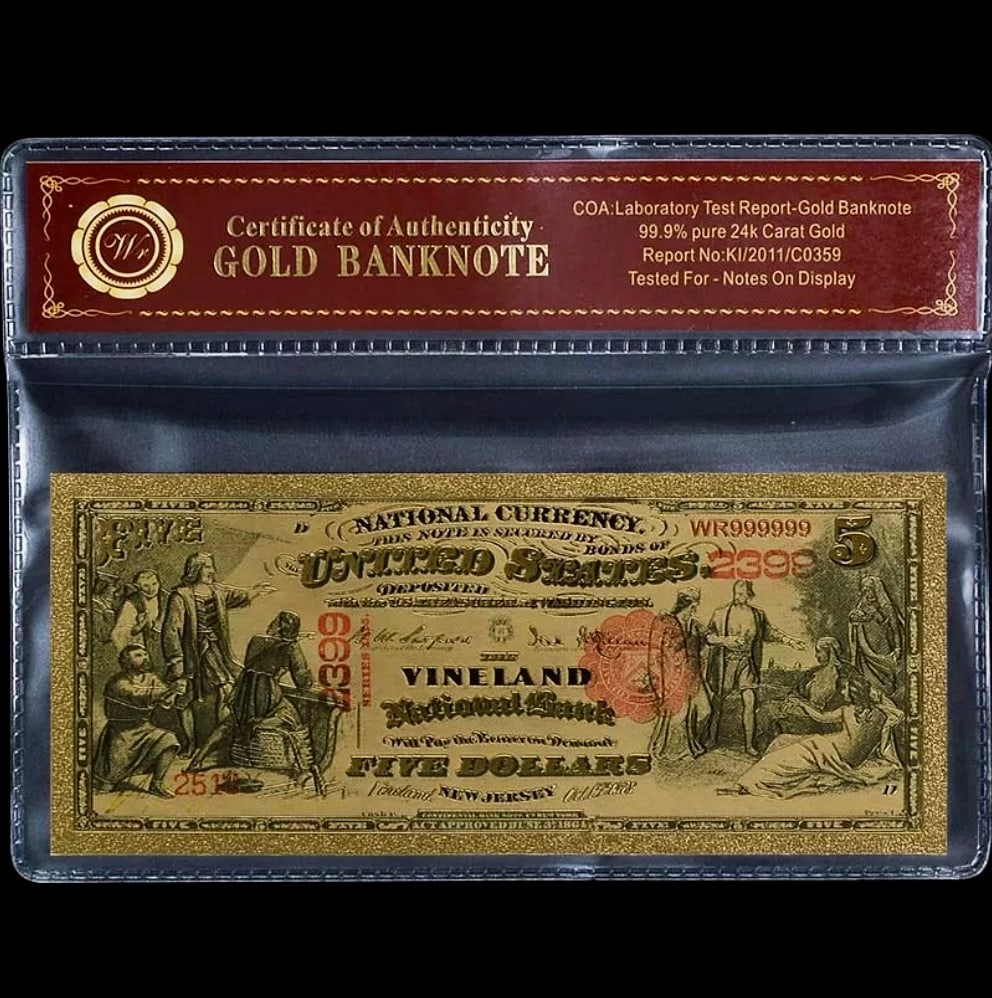 Wr
Certificate of Authenticity
GOLD BANKNOTE
COA:Laboratory Test Report-Gold Banknote
99.9% pure 24k Carat Gold
Report No:KI/2011/C0359
Tested For - Notes On Display
FIVE
D
NATIONAL CURRENCY.
THIS NOTE IS SECURED BY
BONDS OF
UNITED STATES
DEPOSITED
WR999999
5
2399
2399
SERIES
THE
VINELAND
National Bank
Will Pay the Bearer on Demand
FIVE DOLLARS
Vineland NEW JERSEY
251
D
FIVE